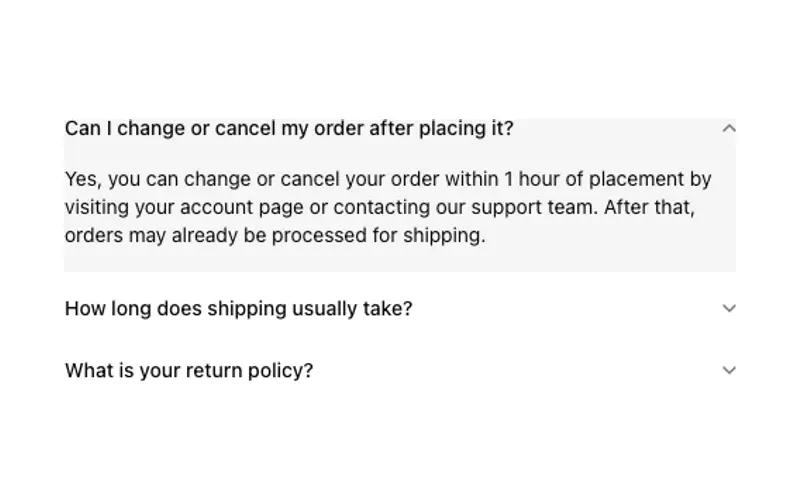 Can I change or cancel my order after placing it?
Yes, you can change or cancel your order within 1 hour of placement by
visiting your account page or contacting our support team. After that,
orders may already be processed for shipping.
How long does shipping usually take?
What is your return policy?